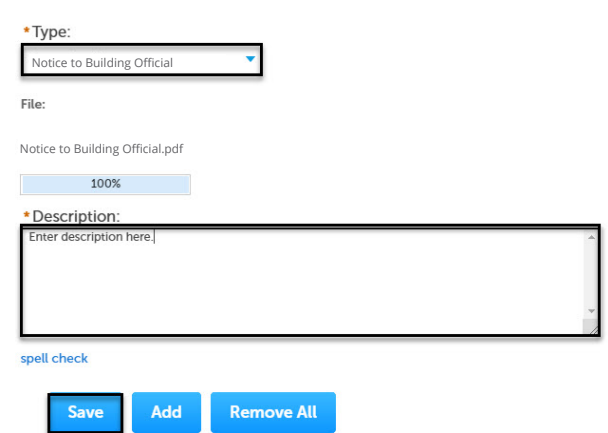 *Type:
Notice to Building Official
File:
Notice to Building Official.pdf
100%
*Description:
Enter description here.
spell check
Save Add Remove All